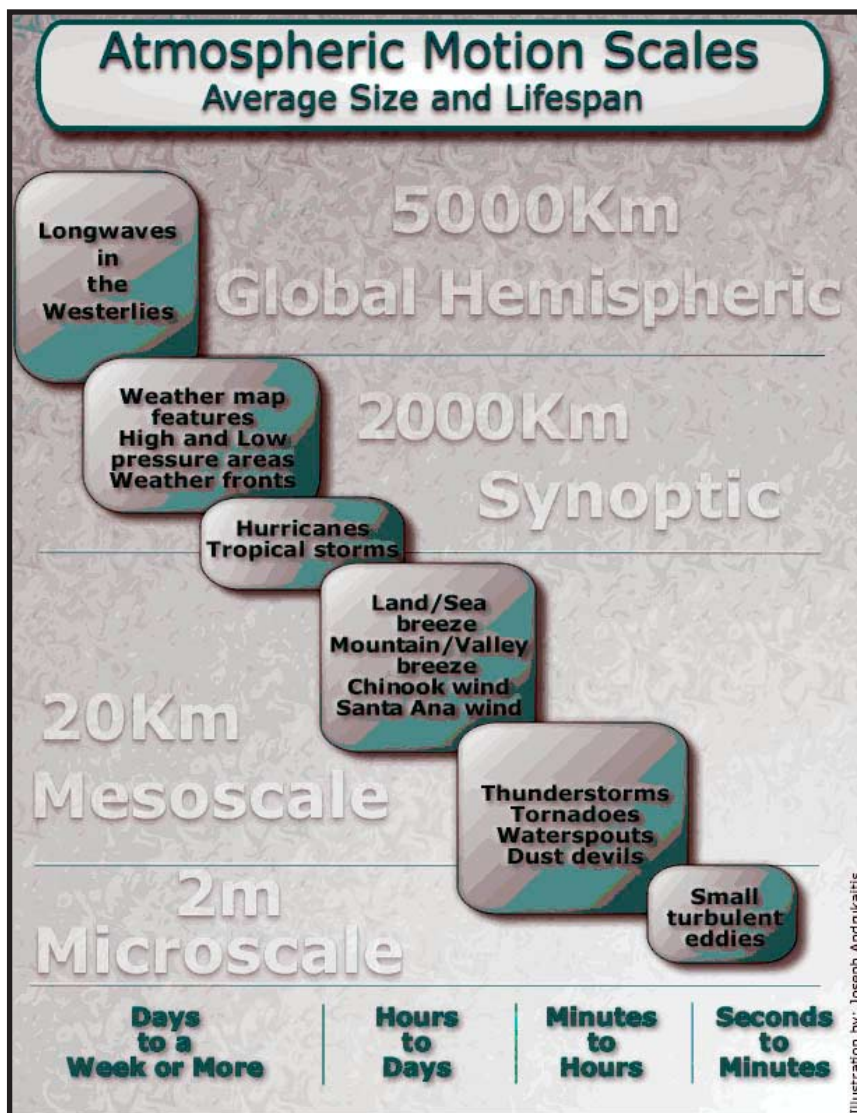 Atmospheric Motion Scales
Average Size and Lifespan
Longwaves
in
the
Westerlies
5000Km
Global Hemispheric
Weather map
features
High and Low
pressure areas
Weather fronts
2000Km
Synoptic
Hurricanes
Tropical storms
Land/Sea
breeze
Mountain/Valley
breeze
Chinook wind
Santa Ana wind
20Km
Mesoscale
Thunderstorms
Tornadoes
Waterspouts
Dust devils
2m
Microscale
Small
turbulent
eddies
Days
to a
Week or More
Hours
to
Days
Minutes
to
Hours
Seconds
to
Minutes
Illustration by: Joseph Andrukaitis